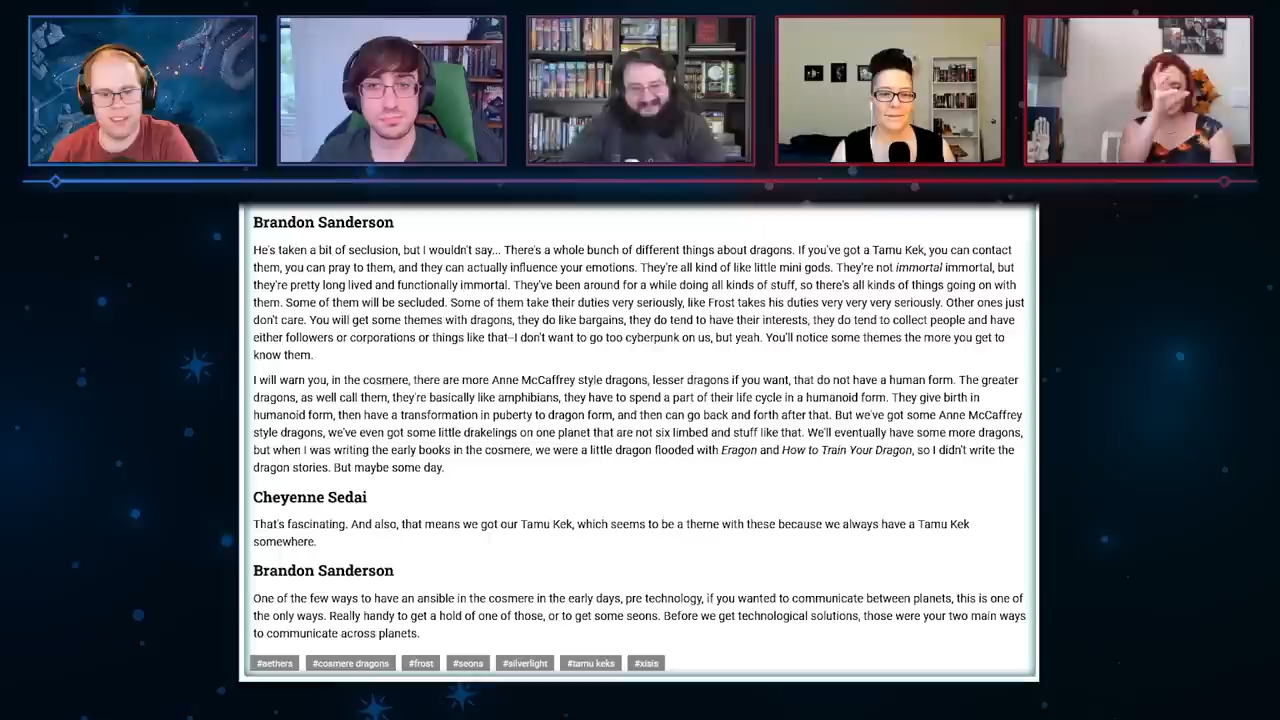 Brandon Sanderson
He's taken a bit of seclusion, but I wouldn't say... There's a whole bunch of different things about dragons. If you've got a Tamu Kek, you can contact
them, you can pray to them, and they can actually influence your emotions. They're all kind of like little mini gods. They're not immortal immortal, but
they're pretty long lived and functionally immortal. They've been around for a while doing all kinds of stuff, so there's all kinds of things going on with
them. Some of them will be secluded. Some of them take their duties very seriously, like Frost takes his duties very very very seriously. Other ones just
don't care. You will get some themes with dragons, they do like bargains, they do tend to have their interests, they do tend to collect people and have
either followers or corporations or things like that–I don't want to go too cyberpunk on us, but yeah. You'll notice some themes the more you get to
know them.
I will warn you, in the cosmere, there are more Anne McCaffrey style dragons, lesser dragons if you want, that do not have a human form. The greater
dragons, as well call them, they're basically like amphibians, they have to spend a part of their life cycle in a humanoid form. They give birth in
humanoid form, then have a transformation in puberty to dragon form, and then can go back and forth after that. But we've got some Anne McCaffrey
style dragons, we've even got some little drakelings on one planet that are not six limbed and stuff like that. We'll eventually have some more dragons,
but when I was writing the early books in the cosmere, we were a little dragon flooded with Eragon and How to Train Your Dragon, so I didn't write the
dragon stories. But maybe some day.
Cheyenne Sedai
That's fascinating. And also, that means we got our Tamu Kek, which seems to be a theme with these because we always have a Tamu Kek
somewhere.
Brandon Sanderson
One of the few ways to have an ansible in the cosmere in the early days, pre technology, if you wanted to communicate between planets, this is one of
the only ways. Really handy to get a hold of one of those, or to get some seons. Before we get technological solutions, those were your two main ways
to communicate across planets.
#aethers #cosmere dragons #frost #seons #silverlight #tamu keks #xisis